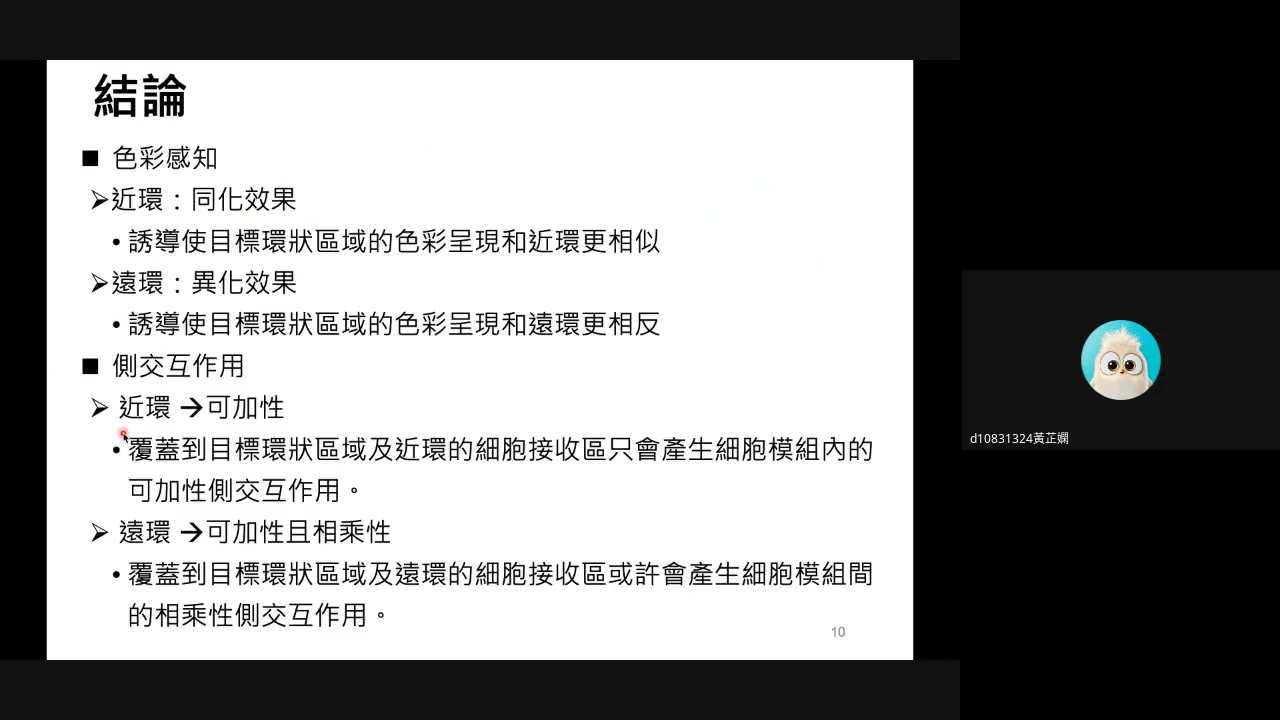 結論
■ 色彩感知
➢近環：同化效果
• 誘導使目標環狀區域的色彩呈現和近環更相似
➢遠環：異化效果
• 誘導使目標環狀區域的色彩呈現和遠環更相反
■ 側交互作用
➢ 近環 →可加性
• 覆蓋到目標環狀區域及近環的細胞接收區只會產生細胞模組內的
可加性側交互作用。
➢ 遠環 →可加性且相乘性
• 覆蓋到目標環狀區域及遠環的細胞接收區或許會產生細胞模組間
的相乘性側交互作用。
10
d10831324黃芷嫻